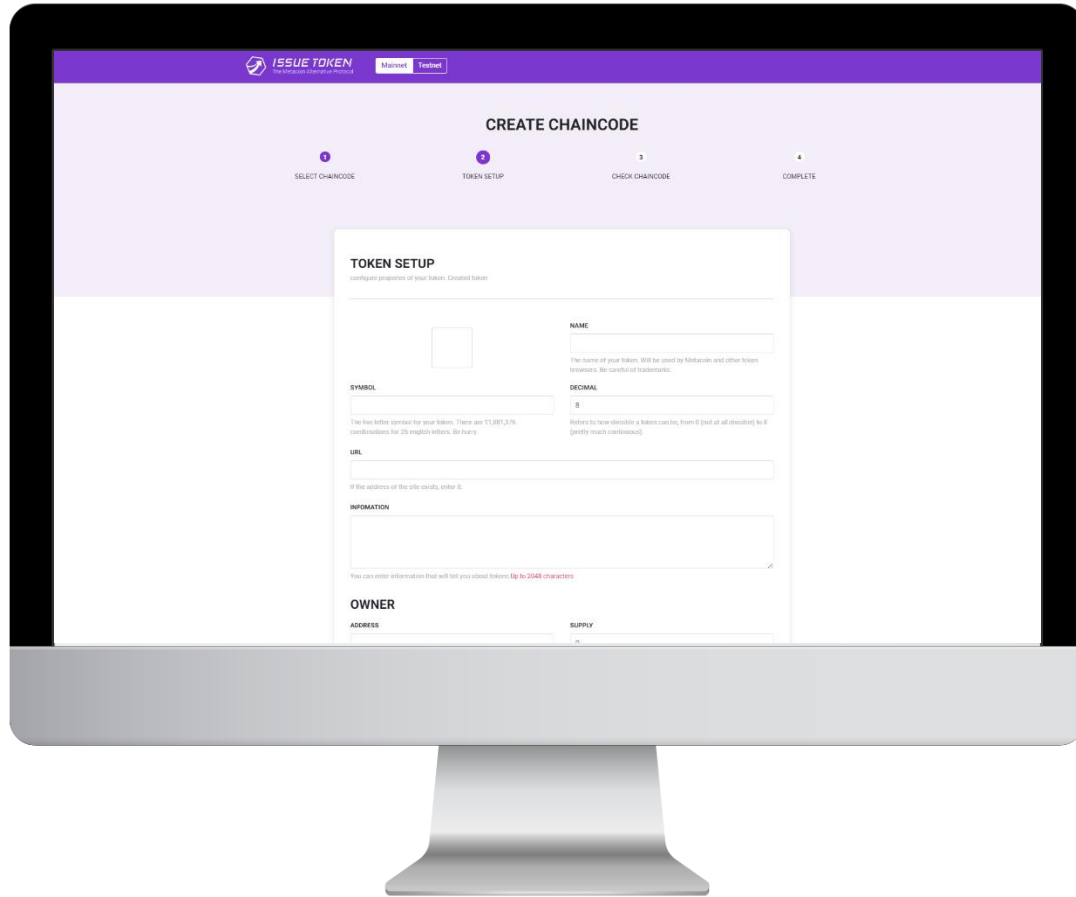 ISSUE TOKEN
The Metacoin Alternative Protocol
Mainnet Testnet
CREATE CHAINCODE
1 2 3 4
SELECT CHAINCODE TOKEN SETUP CHECK CHAINCODE COMPLETE
TOKEN SETUP
configure properies of your token. Created token
NAME
The name of your token. Will be used by Metacoin and other token
browsers. Be careful of trademarks.
SYMBOL
The five letter symbol for your token. There are 11,881,376
combinations for 26 english letters. Be hurry.
DECIMAL
8
Refers to how divisible a token can be, from 0 (not at all divisible) to 8
(pretty much continuous)
URL
If the address of the site exists, enter it.
INFOMATION
You can enter information that will tell you about tokens Up to 2048 characters
OWNER
ADDRESS SUPPLY